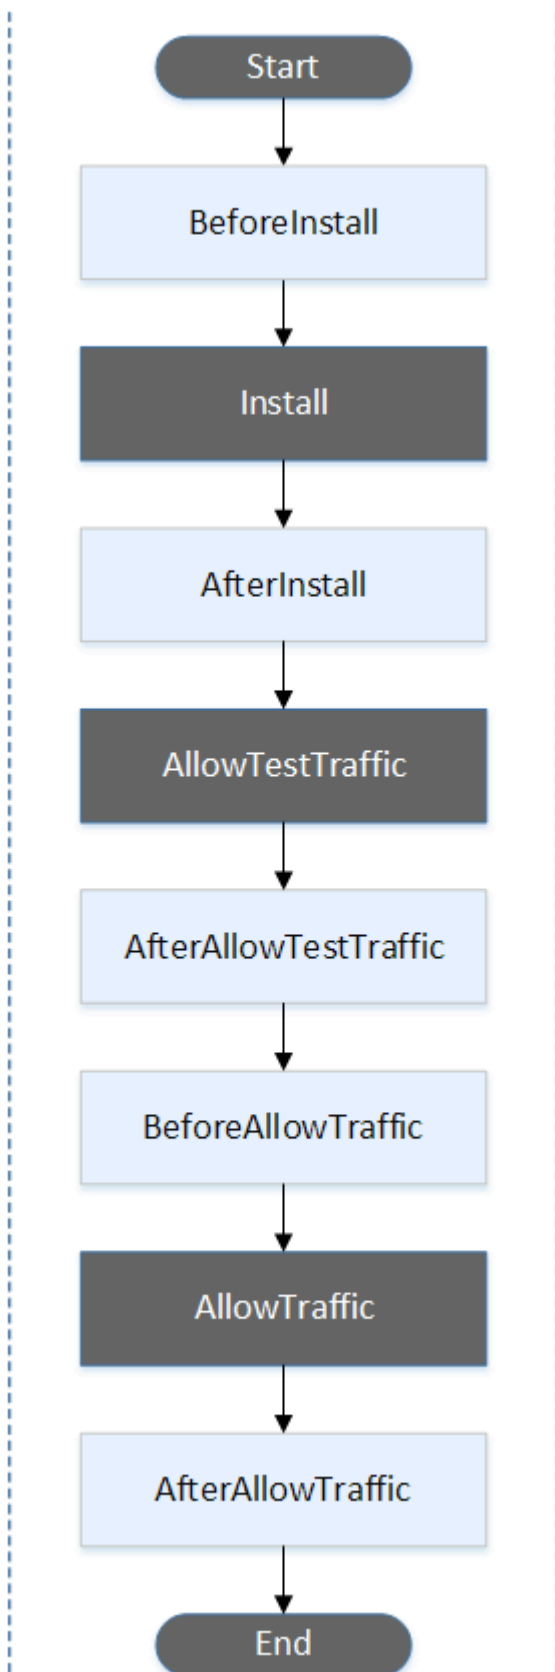 Start
BeforeInstall
Install
AfterInstall
AllowTestTraffic
AfterAllowTestTraffic
BeforeAllowTraffic
AllowTraffic
AfterAllowTraffic
End